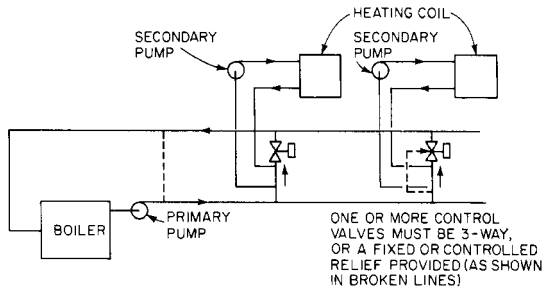 HEATING COIL
SECONDARY
PUMP
SECONDARY
PUMP
BOILER
PRIMARY
PUMP
ONE OR MORE CONTROL
VALVES MUST BE 3-WAY,
OR A FIXED OR CONTROLLED
RELIEF PROVIDED (AS SHOWN
IN BROKEN LINES)